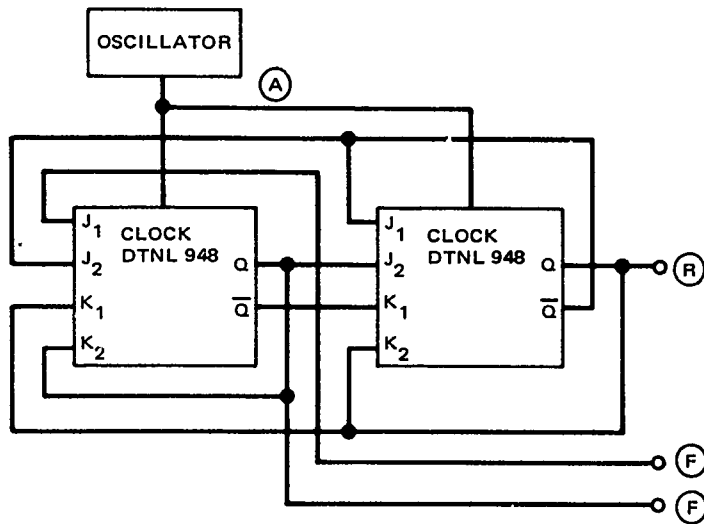 OSCILLATOR
A
J1
J2
K1
K2
CLOCK
DTNL 948
Q
Q̅
J1
J2
K1
K2
CLOCK
DTNL 948
Q
Q̅
R
F
F